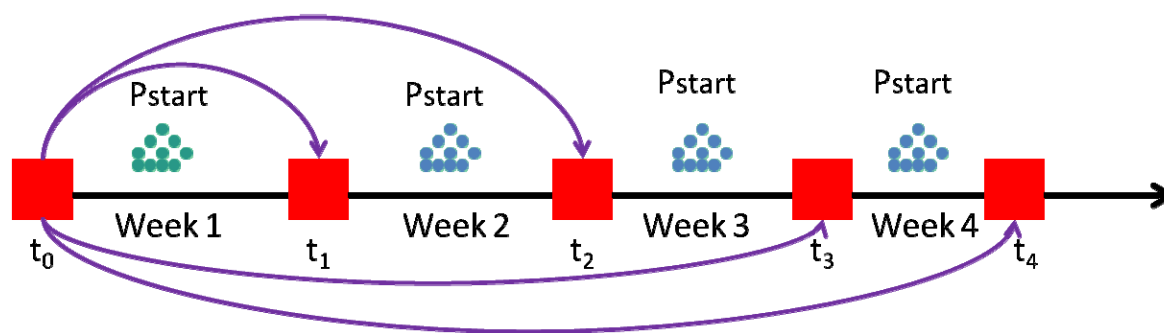 Pstart Pstart Pstart Pstart
Week 1 Week 2 Week 3 Week 4
t₀ t₁ t₂ t₃ t₄